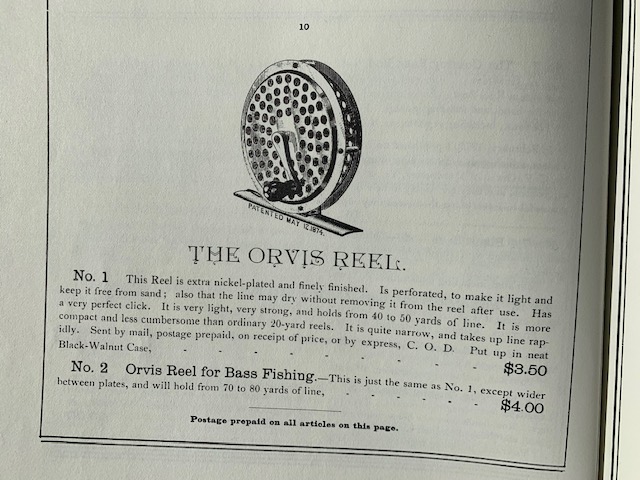 10
PATENTED MAY 12, 1874.
THE ORVIS REEL.
No. 1 This Reel is extra nickel-plated and finely finished. Is perforated, to make it light and
keep it free from sand; also that the line may dry without removing it from the reel after use. Has
a very perfect click. It is very light, very strong, and holds from 40 to 50 yards of line. It is more
compact and less cumbersome than ordinary 20-yard reels. It is quite narrow, and takes up line rap-
idly. Sent by mail, postage prepaid, on receipt of price, or by express, C. O. D. Put up in neat
Black-Walnut Case, - - - - - - - - - - $3.50
No. 2 Orvis Reel for Bass Fishing.—This is just the same as No. 1, except wider
between plates, and will hold from 70 to 80 yards of line, - - - - - $4.00
Postage prepaid on all articles on this page.